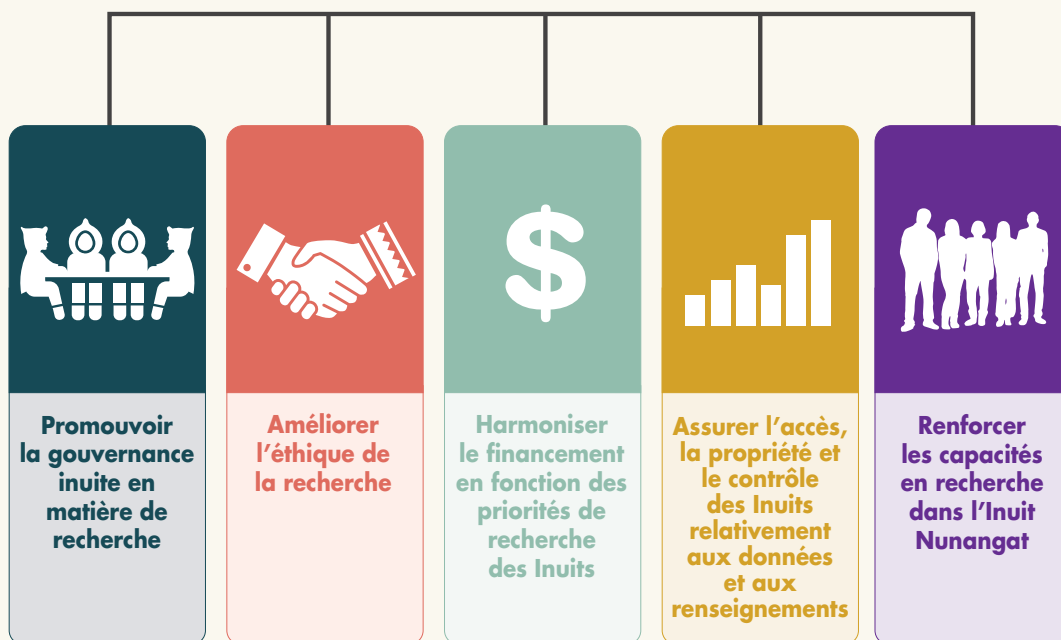 Promouvoir
la gouvernance
inuite en
matière de
recherche
Améliorer
l’éthique de
la recherche
$
Harmoniser
le financement
en fonction des
priorités de
recherche
des Inuits
Assurer l’accès,
la propriété et
le contrôle
des Inuits
relativement
aux données
et aux
renseignements
Renforcer
les capacités
en recherche
dans l’Inuit
Nunangat